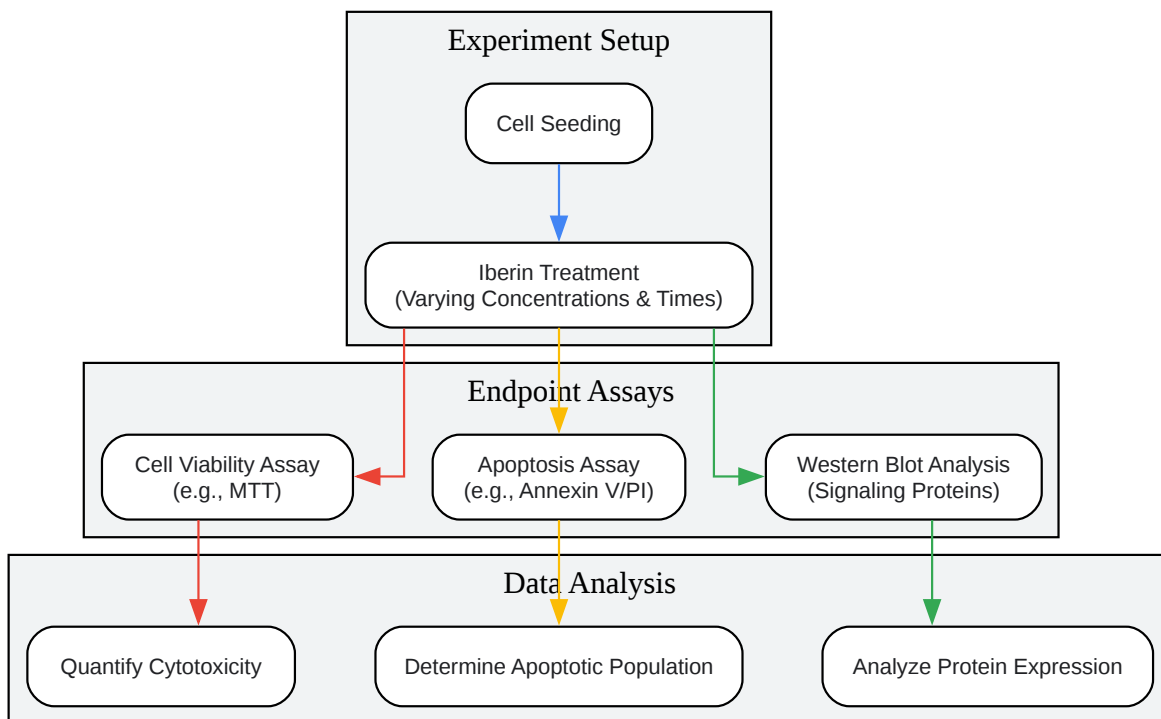 Experiment Setup
Cell Seeding
Iberin Treatment
(Varying Concentrations & Times)
Endpoint Assays
Cell Viability Assay
(e.g., MTT)
Apoptosis Assay
(e.g., Annexin V/PI)
Western Blot Analysis
(Signaling Proteins)
Data Analysis
Quantify Cytotoxicity
Determine Apoptotic Population
Analyze Protein Expression